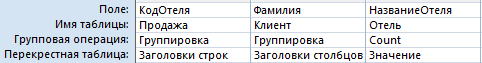 Поле: КодОтеля Фамилия НазваниеОтеля
Имя таблицы: Продажа Клиент Отель
Групповая операция: Группировка Группировка Count
Перекрестная таблица: Заголовки строк Заголовки столбцов Значение